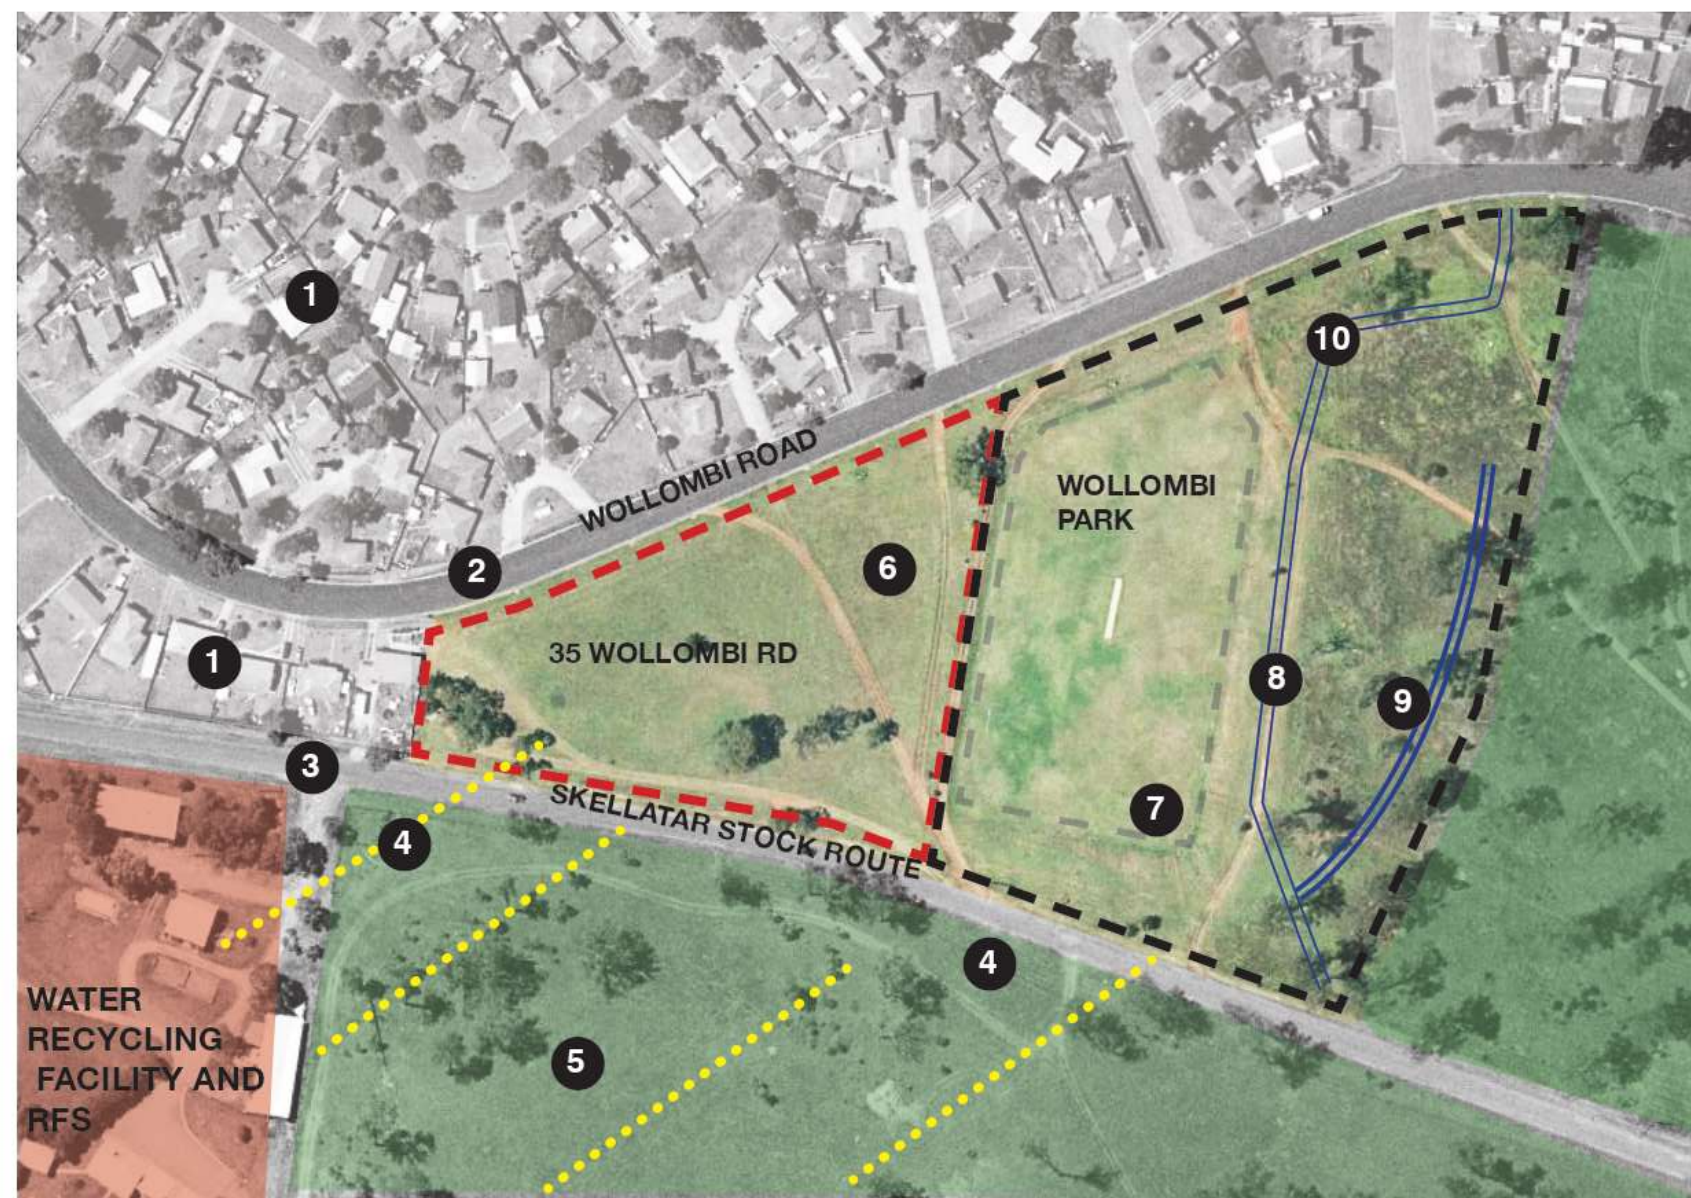 1
10
WOLLOMBI ROAD
WOLLOMBI
PARK
2
6
35 WOLLOMBI RD
1
8
9
3
SKELLATAR STOCK ROUTE
7
4
4
WATER
RECYCLING
FACILITY AND
RFS
5